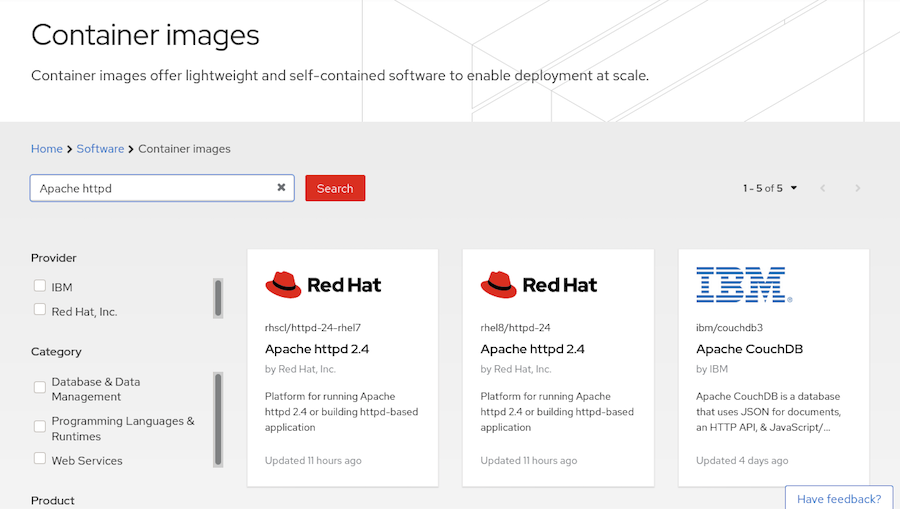 Container images
Container images offer lightweight and self-contained software to enable deployment at scale.
Home > Software > Container images
Apache httpd
Search
1 - 5 of 5
Provider
IBM
Red Hat, Inc.
Category
Database & Data
Management
Programming Languages &
Runtimes
Web Services
Product
Red Hat
rhscl/httpd-24-rhel7
Apache httpd 2.4
by Red Hat, Inc.
Platform for running Apache
httpd 2.4 or building httpd-based
application
Updated 11 hours ago
Red Hat
rhel8/httpd-24
Apache httpd 2.4
by Red Hat, Inc.
Platform for running Apache
httpd 2.4 or building httpd-based
application
Updated 11 hours ago
IBM®
ibm/couchdb3
Apache CouchDB
by IBM
Apache CouchDB is a database
that uses JSON for documents,
an HTTP API, & JavaScript/...
Updated 4 days ago
Have feedback?